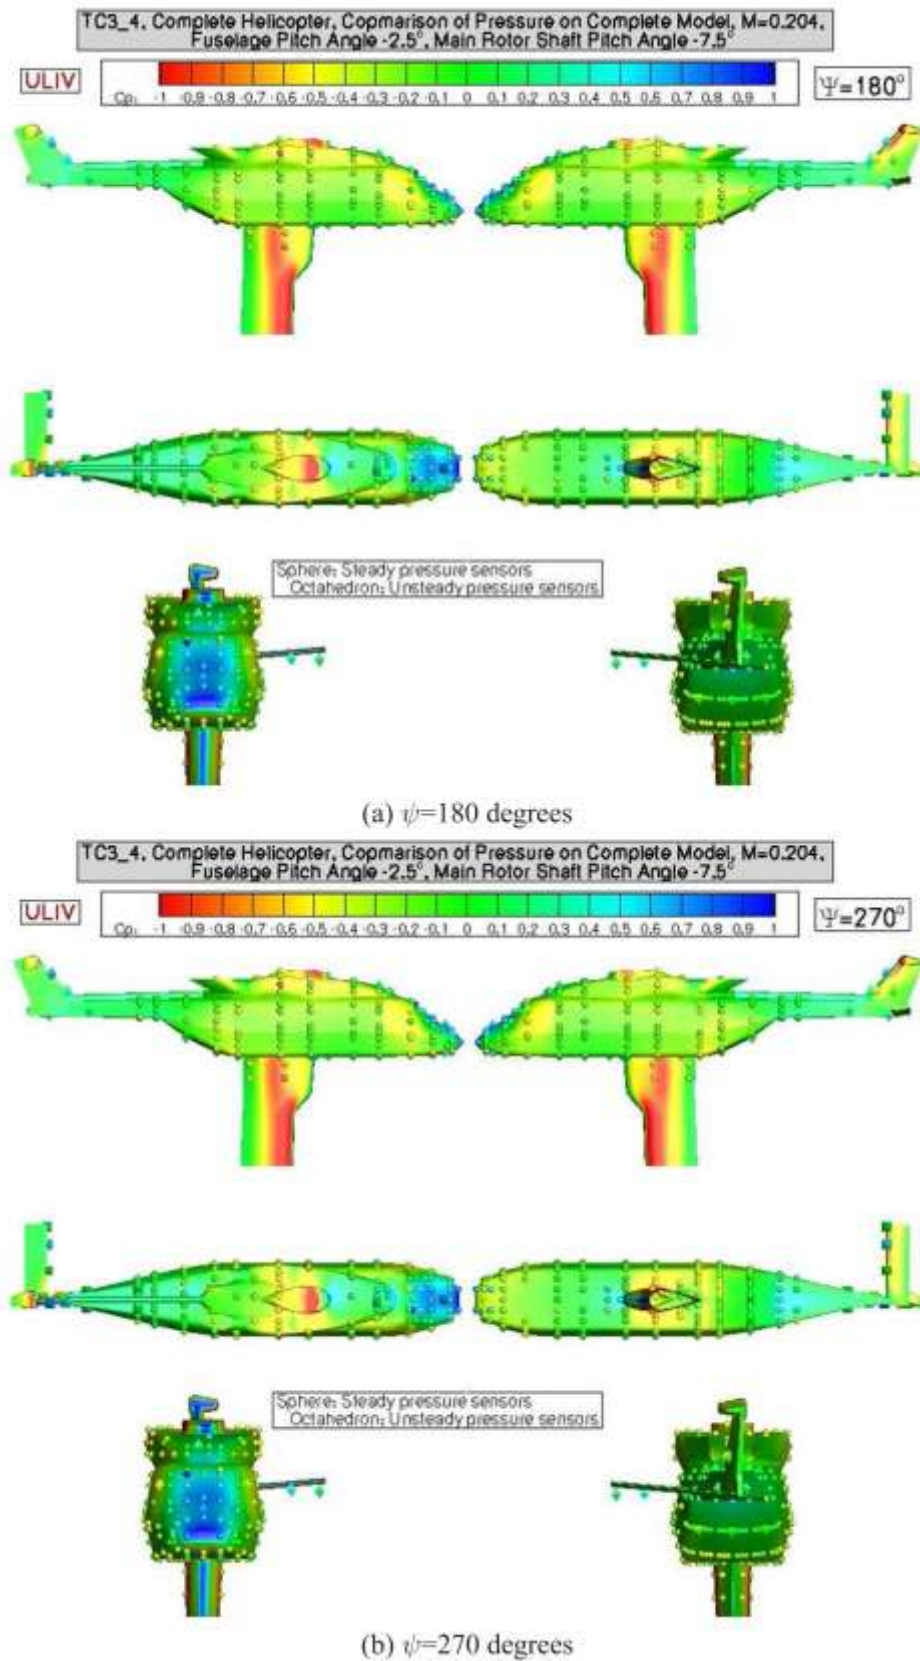 TC3_4, Complete Helicopter, Copmarison of Pressure on Complete Model, M=0.204,
Fuselage Pitch Angle -2.5°, Main Rotor Shaft Pitch Angle -7.5°
ULIV
Cp: -1 -0.9 -0.8 -0.7 -0.6 -0.5 -0.4 -0.3 -0.2 -0.1 0 0.1 0.2 0.3 0.4 0.5 0.6 0.7 0.8 0.9 1
Ψ=180°
Sphere: Steady pressure sensors
Octahedron: Unsteady pressure sensors
(a) ψ=180 degrees
TC3_4, Complete Helicopter, Copmarison of Pressure on Complete Model, M=0.204,
Fuselage Pitch Angle -2.5°, Main Rotor Shaft Pitch Angle -7.5°
ULIV
Cp: -1 -0.9 -0.8 -0.7 -0.6 -0.5 -0.4 -0.3 -0.2 -0.1 0 0.1 0.2 0.3 0.4 0.5 0.6 0.7 0.8 0.9 1
Ψ=270°
Sphere: Steady pressure sensors
Octahedron: Unsteady pressure sensors
(b) ψ=270 degrees